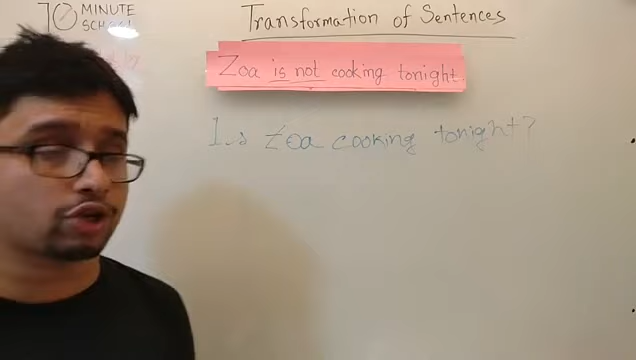 10 MINUTE
SCHOOL
Transformation of Sentences
Zoa is not cooking tonight.
Is Zoa cooking tonight?